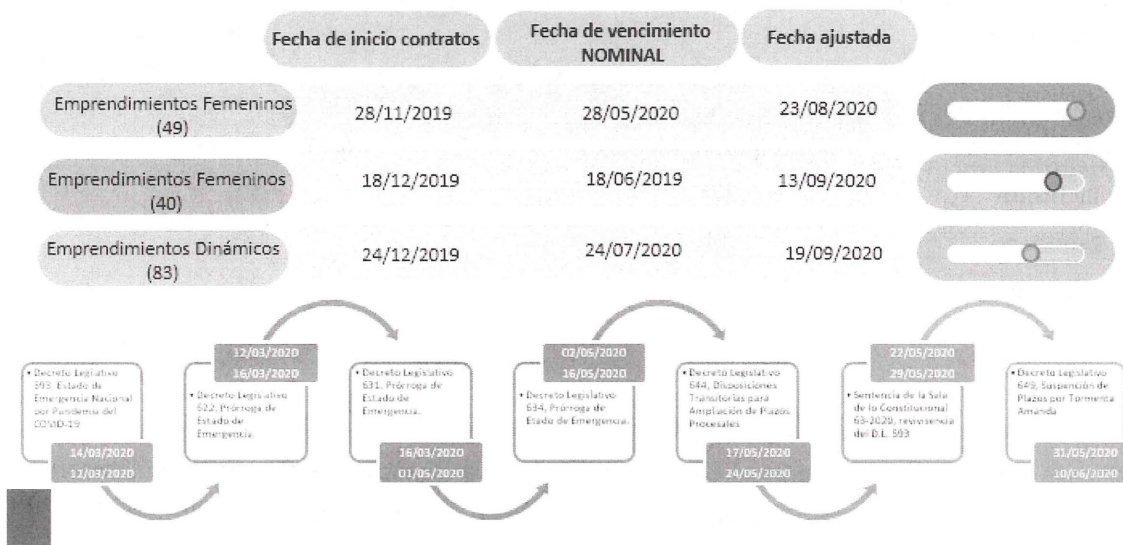 Fecha de inicio contratos
Fecha de vencimiento
NOMINAL
Fecha ajustada
Emprendimientos Femeninos
(49)
28/11/2019
28/05/2020
23/08/2020
Emprendimientos Femeninos
(40)
18/12/2019
18/06/2019
13/09/2020
Emprendimientos Dinámicos
(83)
24/12/2019
24/07/2020
19/09/2020
• Decreto Legislativo
593, Estado de
Emergencia Nacional
por Pandemia del
COVID-19
14/03/2020
12/03/2020
12/03/2020
16/03/2020
• Decreto Legislativo
622, Prórroga de
Estado de
Emergencia.
• Decreto Legislativo
631, Prórroga de
Estado de
Emergencia.
16/03/2020
01/05/2020
02/05/2020
16/05/2020
• Decreto Legislativo
634, Prórroga de
Estado de Emergencia.
• Decreto Legislativo
644, Disposiciones
Transitorias para
Ampliación de Plazos
Procesales
17/05/2020
24/05/2020
22/05/2020
29/05/2020
• Sentencia de la Sala
de lo Constitucional
63-2020, reviviscencia
del D.L. 593
• Decreto Legislativo
649, Suspención de
Plazos por Tormenta
Amanda
31/05/2020
10/06/2020